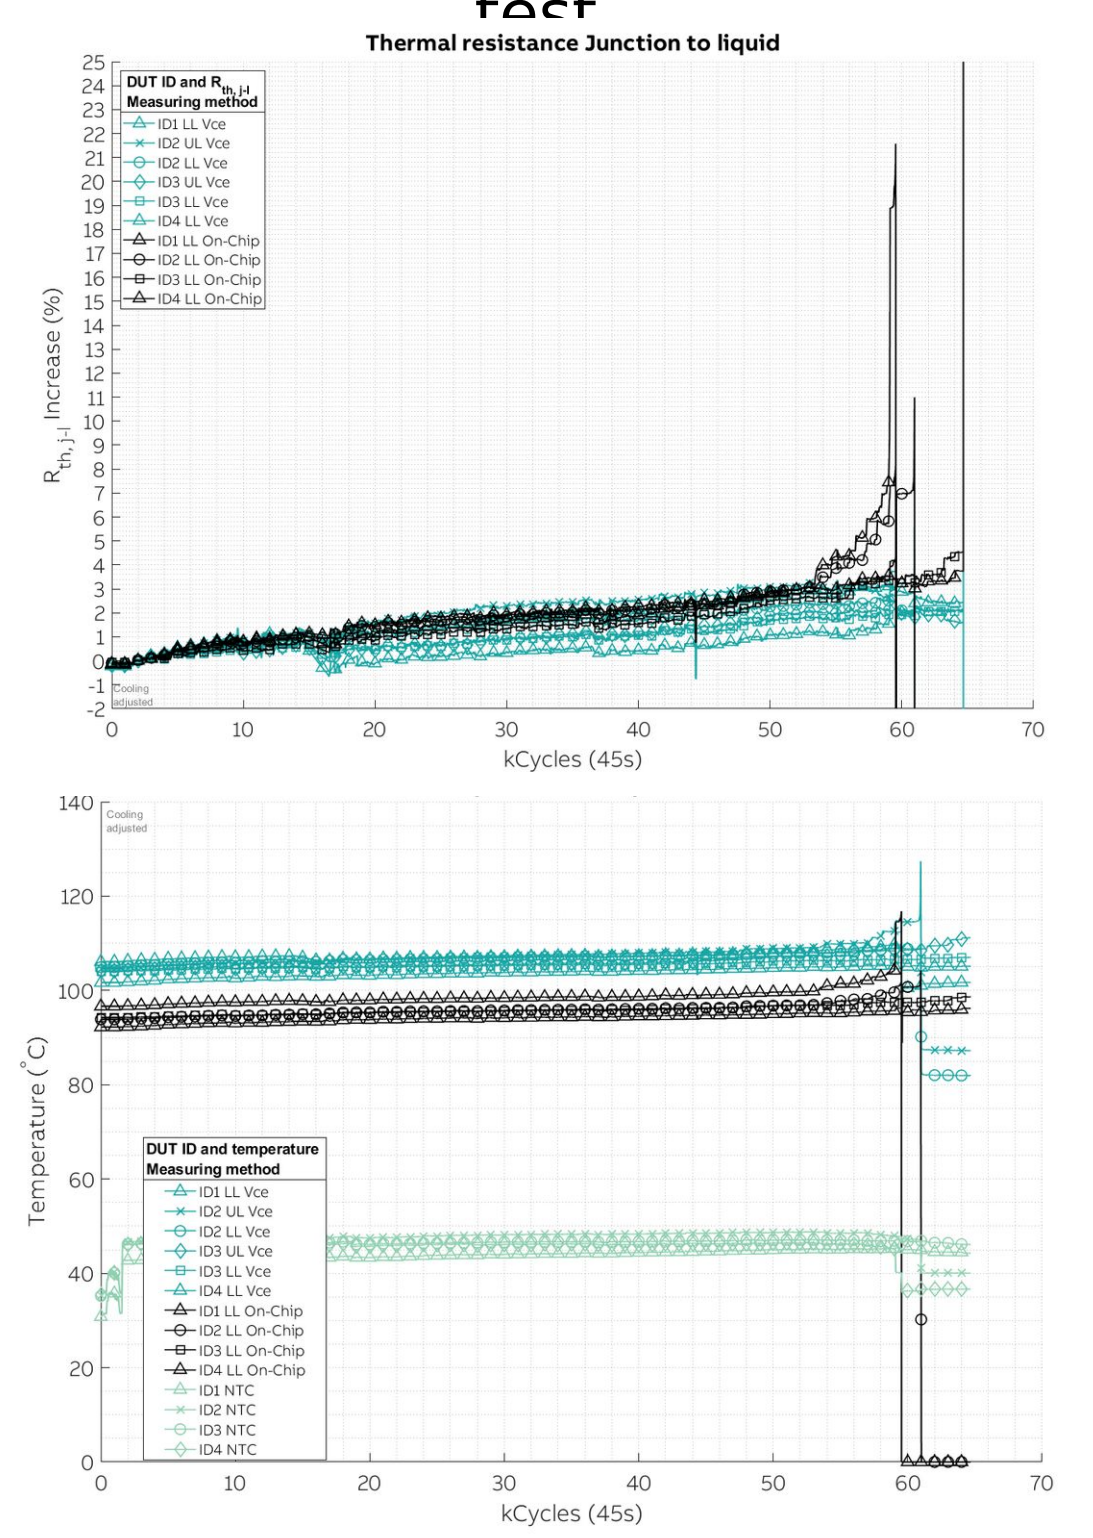 test
Thermal resistance Junction to liquid
25
24
23
22
21
20
19
18
17
16
15
14
13
12
11
10
9
8
7
6
5
4
3
2
1
0
-1
-2
R th, j-l Increase (%)
DUT ID and R th, j-l
Measuring method
ID1 LL Vce
ID2 UL Vce
ID2 LL Vce
ID3 UL Vce
ID3 LL Vce
ID4 LL Vce
ID1 LL On-Chip
ID2 LL On-Chip
ID3 LL On-Chip
ID4 LL On-Chip
Cooling
adjusted
0 10 20 30 40 50 60 70
kCycles (45s)
140
120
100
80
60
40
20
0
Temperature (°C)
Cooling
adjusted
DUT ID and temperature
Measuring method
ID1 LL Vce
ID2 UL Vce
ID2 LL Vce
ID3 UL Vce
ID3 LL Vce
ID4 LL Vce
ID1 LL On-Chip
ID2 LL On-Chip
ID3 LL On-Chip
ID4 LL On-Chip
ID1 NTC
ID2 NTC
ID3 NTC
ID4 NTC
0 10 20 30 40 50 60 70
kCycles (45s)